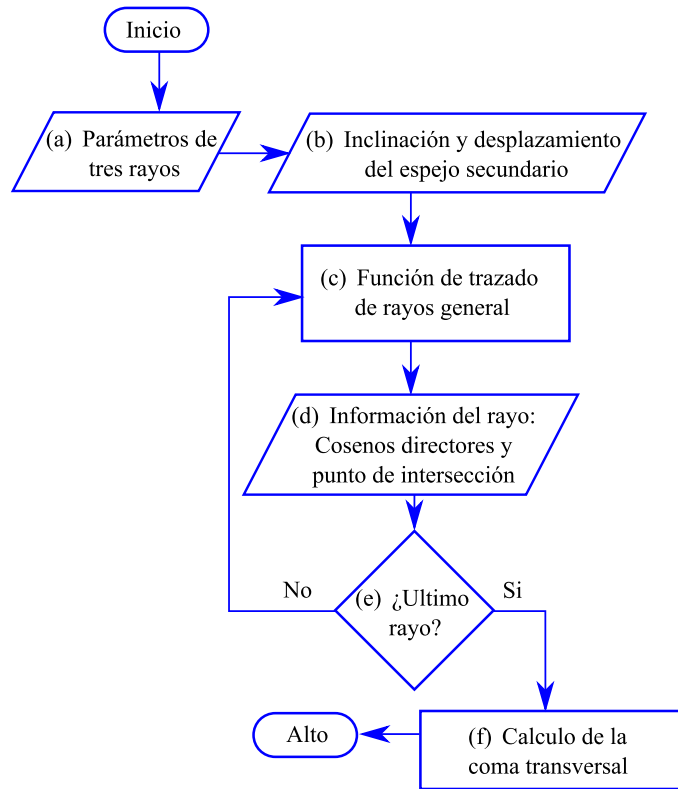 Inicio
(a) Parámetros de
tres rayos
(b) Inclinación y desplazamiento
del espejo secundario
(c) Función de trazado
de rayos general
(d) Información del rayo:
Cosenos directores y
punto de intersección
No
(e) ¿Ultimo
rayo?
Si
Alto
(f) Calculo de la
coma transversal